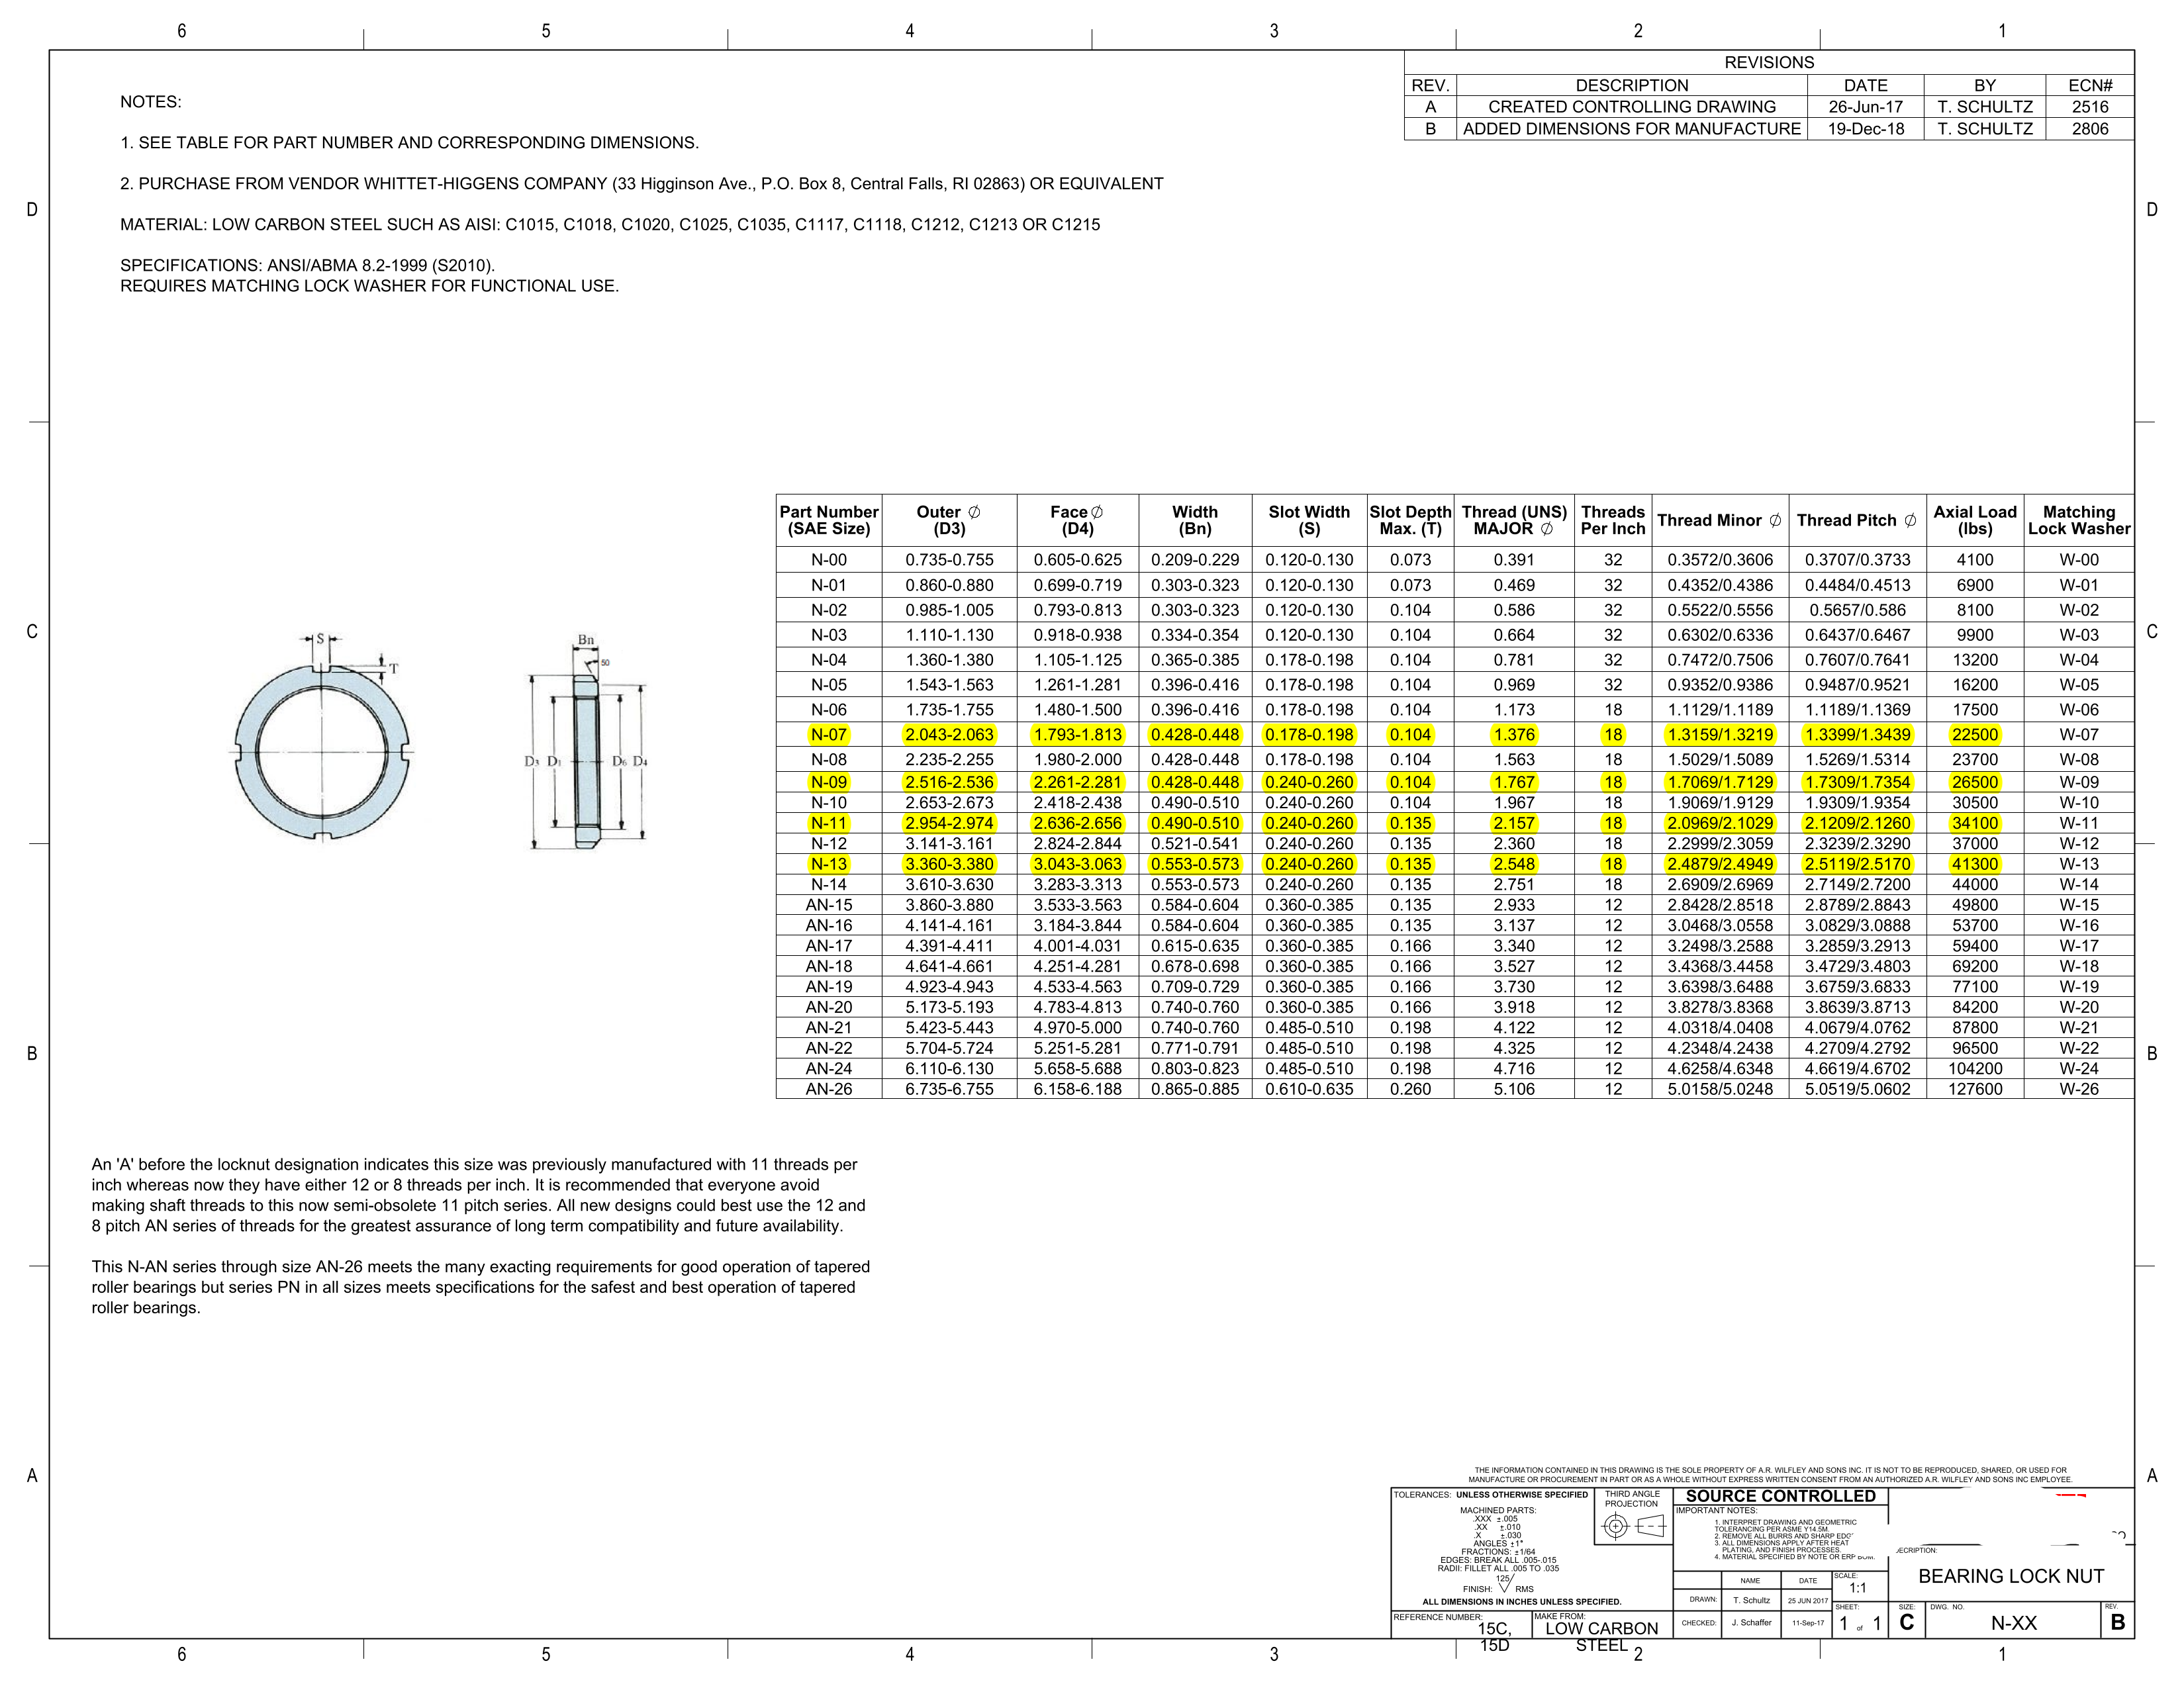 6 5 4 3 2 1
REVISIONS
REV. DESCRIPTION DATE BY ECN#
A CREATED CONTROLLING DRAWING 26-Jun-17 T. SCHULTZ 2516
B ADDED DIMENSIONS FOR MANUFACTURE 19-Dec-18 T. SCHULTZ 2806
NOTES:
1. SEE TABLE FOR PART NUMBER AND CORRESPONDING DIMENSIONS.
2. PURCHASE FROM VENDOR WHITTET-HIGGENS COMPANY (33 Higginson Ave., P.O. Box 8, Central Falls, RI 02863) OR EQUIVALENT
D D
MATERIAL: LOW CARBON STEEL SUCH AS AISI: C1015, C1018, C1020, C1025, C1035, C1117, C1118, C1212, C1213 OR C1215
SPECIFICATIONS: ANSI/ABMA 8.2-1999 (S2010).
REQUIRES MATCHING LOCK WASHER FOR FUNCTIONAL USE.
Part Number (SAE Size) Outer Ø (D3) Face Ø (D4) Width (Bn) Slot Width (S) Slot Depth Max. (T) Thread (UNS) MAJOR Ø Threads Per Inch Thread Minor Ø Thread Pitch Ø Axial Load (lbs) Matching Lock Washer
N-00 0.735-0.755 0.605-0.625 0.209-0.229 0.120-0.130 0.073 0.391 32 0.3572/0.3606 0.3707/0.3733 4100 W-00
N-01 0.860-0.880 0.699-0.719 0.303-0.323 0.120-0.130 0.073 0.469 32 0.4352/0.4386 0.4484/0.4513 6900 W-01
N-02 0.985-1.005 0.793-0.813 0.303-0.323 0.120-0.130 0.104 0.586 32 0.5522/0.5556 0.5657/0.586 8100 W-02
N-03 1.110-1.130 0.918-0.938 0.334-0.354 0.120-0.130 0.104 0.664 32 0.6302/0.6336 0.6437/0.6467 9900 W-03
N-04 1.360-1.380 1.105-1.125 0.365-0.385 0.178-0.198 0.104 0.781 32 0.7472/0.7506 0.7607/0.7641 13200 W-04
N-05 1.543-1.563 1.261-1.281 0.396-0.416 0.178-0.198 0.104 0.969 32 0.9352/0.9386 0.9487/0.9521 16200 W-05
N-06 1.735-1.755 1.480-1.500 0.396-0.416 0.178-0.198 0.104 1.173 18 1.1129/1.1189 1.1189/1.1369 17500 W-06
N-07 2.043-2.063 1.793-1.813 0.428-0.448 0.178-0.198 0.104 1.376 18 1.3159/1.3219 1.3399/1.3439 22500 W-07
N-08 2.235-2.255 1.980-2.000 0.428-0.448 0.178-0.198 0.104 1.563 18 1.5029/1.5089 1.5269/1.5314 23700 W-08
N-09 2.516-2.536 2.261-2.281 0.428-0.448 0.240-0.260 0.104 1.767 18 1.7069/1.7129 1.7309/1.7354 26500 W-09
N-10 2.653-2.673 2.418-2.438 0.490-0.510 0.240-0.260 0.104 1.967 18 1.9069/1.9129 1.9309/1.9354 30500 W-10
N-11 2.954-2.974 2.636-2.656 0.490-0.510 0.240-0.260 0.135 2.157 18 2.0969/2.1029 2.1209/2.1260 34100 W-11
N-12 3.141-3.161 2.824-2.844 0.521-0.541 0.240-0.260 0.135 2.360 18 2.2999/2.3059 2.3239/2.3290 37000 W-12
N-13 3.360-3.380 3.043-3.063 0.553-0.573 0.240-0.260 0.135 2.548 18 2.4879/2.4949 2.5119/2.5170 41300 W-13
N-14 3.610-3.630 3.283-3.313 0.553-0.573 0.240-0.260 0.135 2.751 18 2.6909/2.6969 2.7149/2.7200 44000 W-14
AN-15 3.860-3.880 3.533-3.563 0.584-0.604 0.360-0.385 0.135 2.933 12 2.8428/2.8518 2.8789/2.8843 49800 W-15
AN-16 4.141-4.161 3.184-3.844 0.584-0.604 0.360-0.385 0.135 3.137 12 3.0468/3.0558 3.0829/3.0888 53700 W-16
AN-17 4.391-4.411 4.001-4.031 0.615-0.635 0.360-0.385 0.166 3.340 12 3.2498/3.2588 3.2859/3.2913 59400 W-17
AN-18 4.641-4.661 4.251-4.281 0.678-0.698 0.360-0.385 0.166 3.527 12 3.4368/3.4458 3.4729/3.4803 69200 W-18
AN-19 4.923-4.943 4.533-4.563 0.709-0.729 0.360-0.385 0.166 3.730 12 3.6398/3.6488 3.6759/3.6833 77100 W-19
AN-20 5.173-5.193 4.783-4.813 0.740-0.760 0.360-0.385 0.166 3.918 12 3.8278/3.8368 3.8639/3.8713 84200 W-20
AN-21 5.423-5.443 4.970-5.000 0.740-0.760 0.485-0.510 0.198 4.122 12 4.0318/4.0408 4.0679/4.0762 87800 W-21
AN-22 5.704-5.724 5.251-5.281 0.771-0.791 0.485-0.510 0.198 4.325 12 4.2348/4.2438 4.2709/4.2792 96500 W-22
AN-24 6.110-6.130 5.658-5.688 0.803-0.823 0.485-0.510 0.198 4.716 12 4.6258/4.6348 4.6619/4.6702 104200 W-24
AN-26 6.735-6.755 6.158-6.188 0.865-0.885 0.610-0.635 0.260 5.106 12 5.0158/5.0248 5.0519/5.0602 127600 W-26
C C
S T
Bn 50
D3 D1 D6 D4
B B
An 'A' before the locknut designation indicates this size was previously manufactured with 11 threads per
inch whereas now they have either 12 or 8 threads per inch. It is recommended that everyone avoid
making shaft threads to this now semi-obsolete 11 pitch series. All new designs could best use the 12 and
8 pitch AN series of threads for the greatest assurance of long term compatibility and future availability.
This N-AN series through size AN-26 meets the many exacting requirements for good operation of tapered
roller bearings but series PN in all sizes meets specifications for the safest and best operation of tapered
roller bearings.
A A
THE INFORMATION CONTAINED IN THIS DRAWING IS THE SOLE PROPERTY OF A.R. WILFLEY AND SONS INC. IT IS NOT TO BE REPRODUCED, SHARED, OR USED FOR
MANUFACTURE OR PROCUREMENT IN PART OR AS A WHOLE WITHOUT EXPRESS WRITTEN CONSENT FROM AN AUTHORIZED A.R. WILFLEY AND SONS INC EMPLOYEE.
TOLERANCES: UNLESS OTHERWISE SPECIFIED
MACHINED PARTS:
.XXX ±.005
.XX ±.010
.X ±.030
ANGLES ±1°
FRACTIONS: ±1/64
EDGES: BREAK ALL .005-.015
RADII: FILLET ALL .005 TO .035
FINISH: 125 RMS
ALL DIMENSIONS IN INCHES UNLESS SPECIFIED.
THIRD ANGLE
PROJECTION
SOURCE CONTROLLED
IMPORTANT NOTES:
1. INTERPRET DRAWING AND GEOMETRIC
TOLERANCING PER ASME Y14.5M.
2. REMOVE ALL BURRS AND SHARP
3. ALL DIMENSIONS APPLY AFTER HEAT
PLATING, AND FINISH PROCESSES.
4. MATERIAL SPECIFIED BY NOTE OR ERP
NAME DATE
DRAWN: T. Schultz 25 JUN 2017
CHECKED: J. Schaffer 11-Sep-17
SCALE:
1:1
SHEET:
1 of 1
BEARING LOCK NUT
SIZE: C
DWG. NO. N-XX
REV. B
REFERENCE NUMBER:
15C,
15D
MAKE FROM:
LOW CARBON
STEEL
6 5 4 3 2 1